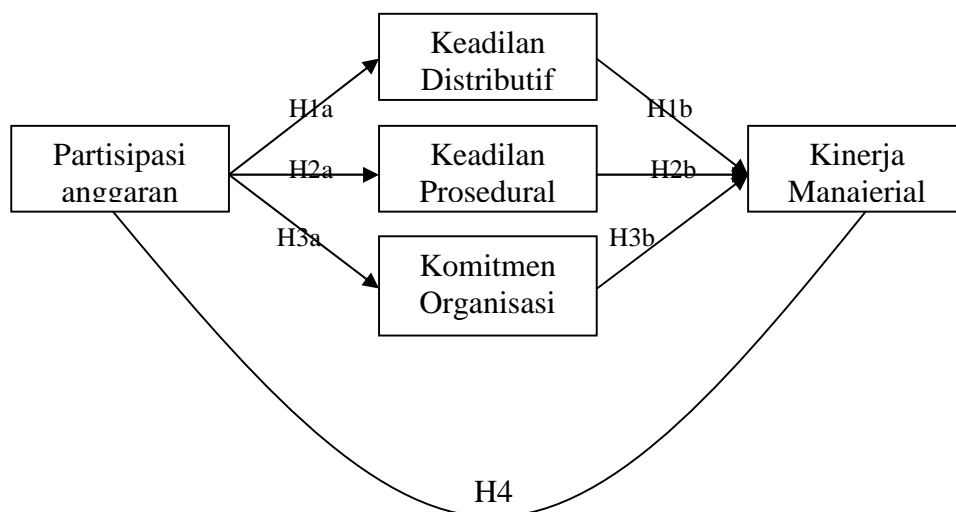 Keadilan
Distributif
H1a
H1b
Partisipasi
anggaran
H2a
Keadilan
Prosedural
H2b
Kinerja
Manajerial
H3a
Komitmen
Organisasi
H3b
H4